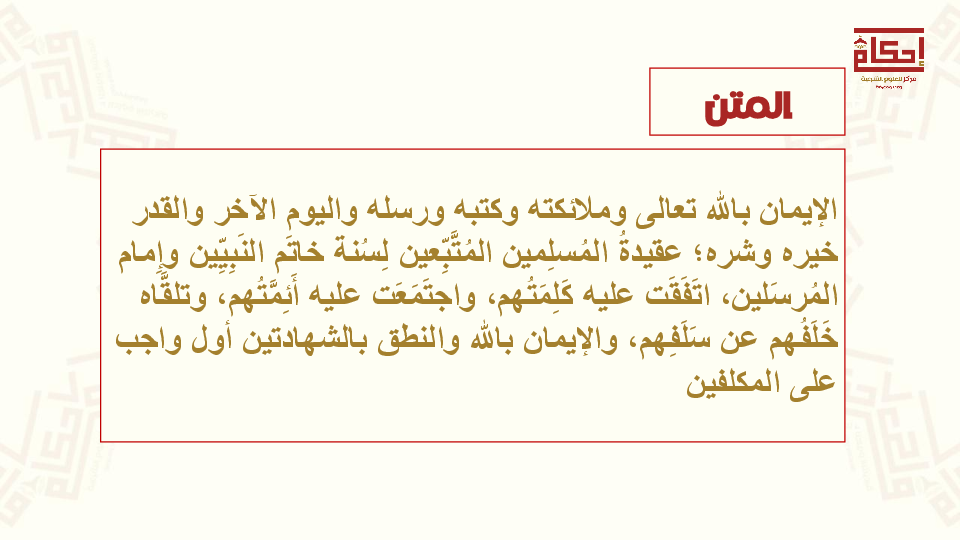 إحكام
مركز للعلوم الشرعية
المتن
الإيمان بالله تعالى وملائكته وكتبه ورسله واليوم الآخر والقدر
خيره وشره؛ عقيدةُ المُسلِمين المُتَّبِّعين لِسُنة خاتَم النَبِيِّين وإمام
المُرسَلين، اتَفَقَت عليه كَلِمَتُهم، واجتَمَعَت عليه أَئِمَّتُهم، وتلقَّاه
خَلَفُهم عن سَلَفِهم، والإيمان بالله والنطق بالشهادتين أول واجب
على المكلفين